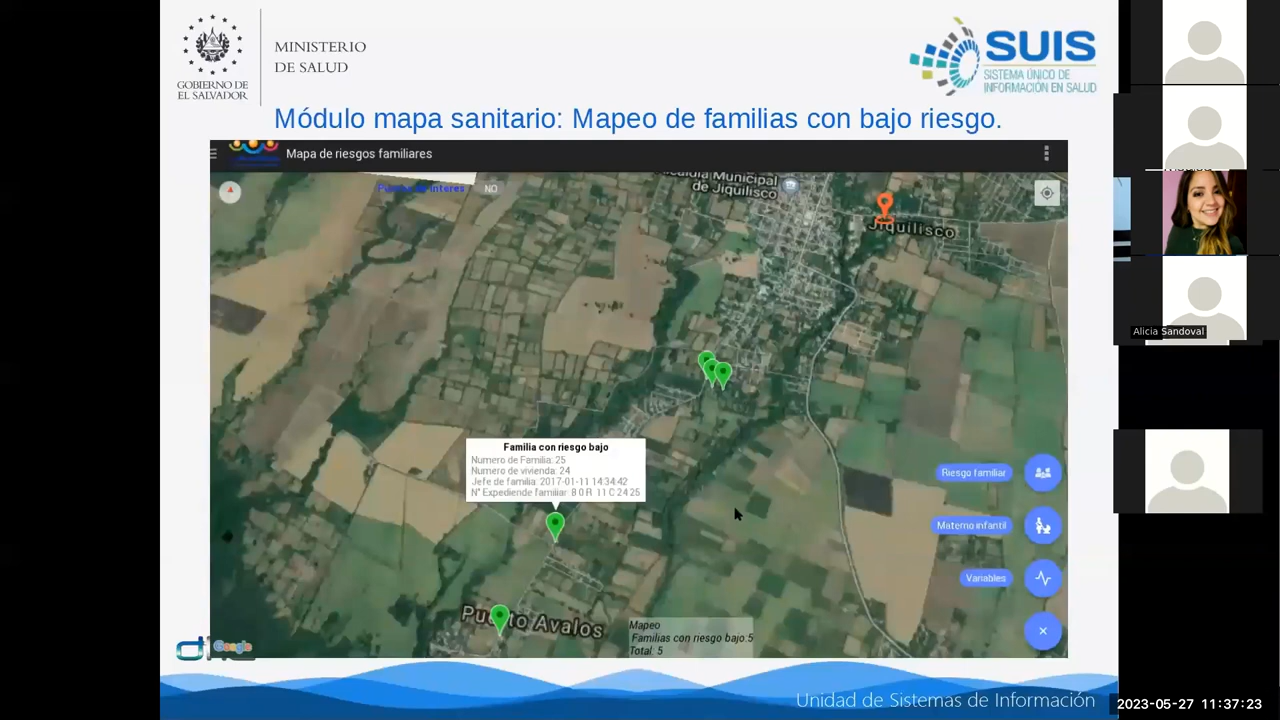 GOBIERNO DE
EL SALVADOR
MINISTERIO
DE SALUD
SUIS
SISTEMA ÚNICO DE
INFORMACIÓN EN SALUD
Módulo mapa sanitario: Mapeo de familias con bajo riesgo.
Mapa de riesgos familiares
NO
Municipal
de Jiquilisco
Jiquilisco
Familia con riesgo bajo
Numero de Familia: 25
Numero de vivienda: 24
Jefe de familia: 2017-01-11 14:34:42
Riesgo familiar
Materno infantil
Variables
Puerto Avalos
Mapeo
Familias con riesgo bajo:5
Total: 5
Google
Unidad de Sistemas de Información
Alicia Sandoval
2023-05-27 11:37:23